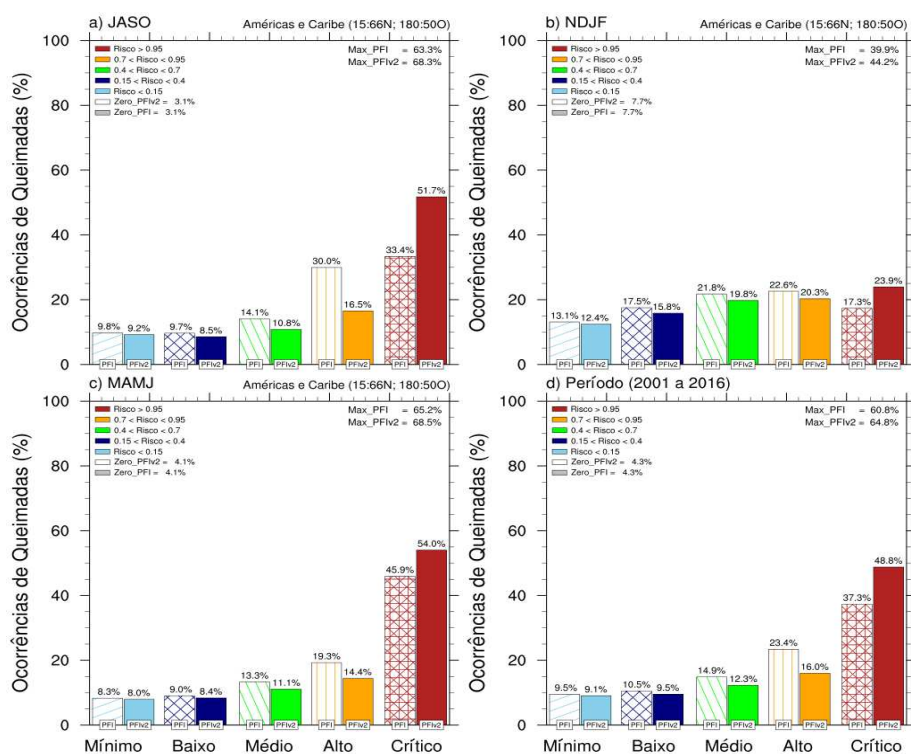 a) JASO
Américas e Caribe (15:66N; 180:50O)
Ocorrências de Queimadas (%)
100
80
60
40
20
0
Risco > 0.95
0.7 < Risco < 0.95
0.4 < Risco < 0.7
0.15 < Risco < 0.4
Risco < 0.15
Zero_PFIv2 = 3.1%
Zero_PFI = 3.1%
Max_PFI = 63.3%
Max_PFIv2 = 68.3%
9.8% 9.2% 9.7% 8.5% 14.1% 10.8% 30.0% 16.5% 33.4% 51.7%
PFI PFIv2 PFI PFIv2 PFI PFIv2 PFI PFIv2 PFI PFIv2
b) NDJF
Américas e Caribe (15:66N; 180:50O)
Ocorrências de Queimadas (%)
100
80
60
40
20
0
Risco > 0.95
0.7 < Risco < 0.95
0.4 < Risco < 0.7
0.15 < Risco < 0.4
Risco < 0.15
Zero_PFIv2 = 7.7%
Zero_PFI = 7.7%
Max_PFI = 39.9%
Max_PFIv2 = 44.2%
13.1% 12.4% 17.5% 15.8% 21.8% 19.8% 22.6% 20.3% 17.3% 23.9%
PFI PFIv2 PFI PFIv2 PFI PFIv2 PFI PFIv2 PFI PFIv2
c) MAMJ
Américas e Caribe (15:66N; 180:50O)
Ocorrências de Queimadas (%)
100
80
60
40
20
0
Risco > 0.95
0.7 < Risco < 0.95
0.4 < Risco < 0.7
0.15 < Risco < 0.4
Risco < 0.15
Zero_PFIv2 = 4.1%
Zero_PFI = 4.1%
Max_PFI = 65.2%
Max_PFIv2 = 68.5%
8.3% 8.0% 9.0% 8.4% 13.3% 11.1% 19.3% 14.4% 45.9% 54.0%
PFI PFIv2 PFI PFIv2 PFI PFIv2 PFI PFIv2 PFI PFIv2
Mínimo Baixo Médio Alto Crítico
d) Período (2001 a 2016)
Ocorrências de Queimadas (%)
100
80
60
40
20
0
Risco > 0.95
0.7 < Risco < 0.95
0.4 < Risco < 0.7
0.15 < Risco < 0.4
Risco < 0.15
Zero_PFIv2 = 4.3%
Zero_PFI = 4.3%
Max_PFI = 60.8%
Max_PFIv2 = 64.8%
9.5% 9.1% 10.5% 9.5% 14.9% 12.3% 23.4% 16.0% 37.3% 48.8%
PFI PFIv2 PFI PFIv2 PFI PFIv2 PFI PFIv2 PFI PFIv2
Mínimo Baixo Médio Alto Crítico